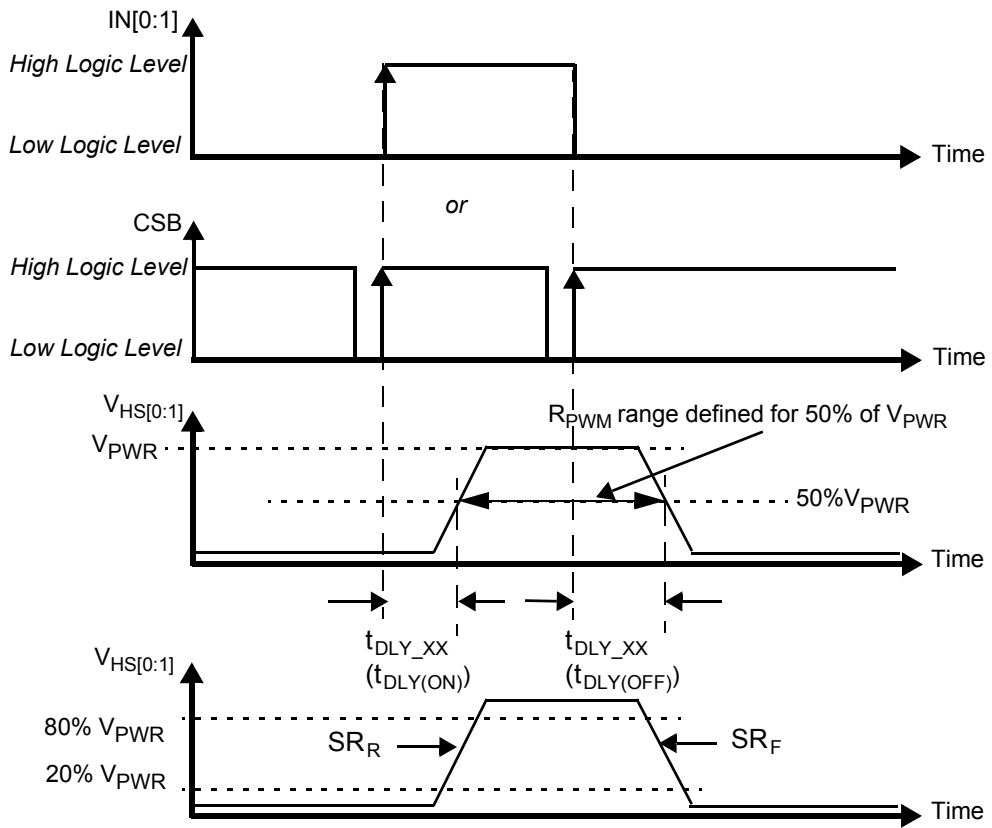 IN[0:1]
High Logic Level
Low Logic Level
Time
or
CSB
High Logic Level
Low Logic Level
Time
VHS[0:1]
RPWM range defined for 50% of VPWR
VPWR
50%VPWR
Time
tDLY_XX
(tDLY(ON))
tDLY_XX
(tDLY(OFF))
VHS[0:1]
80% VPWR
SRR
SRF
20% VPWR
Time